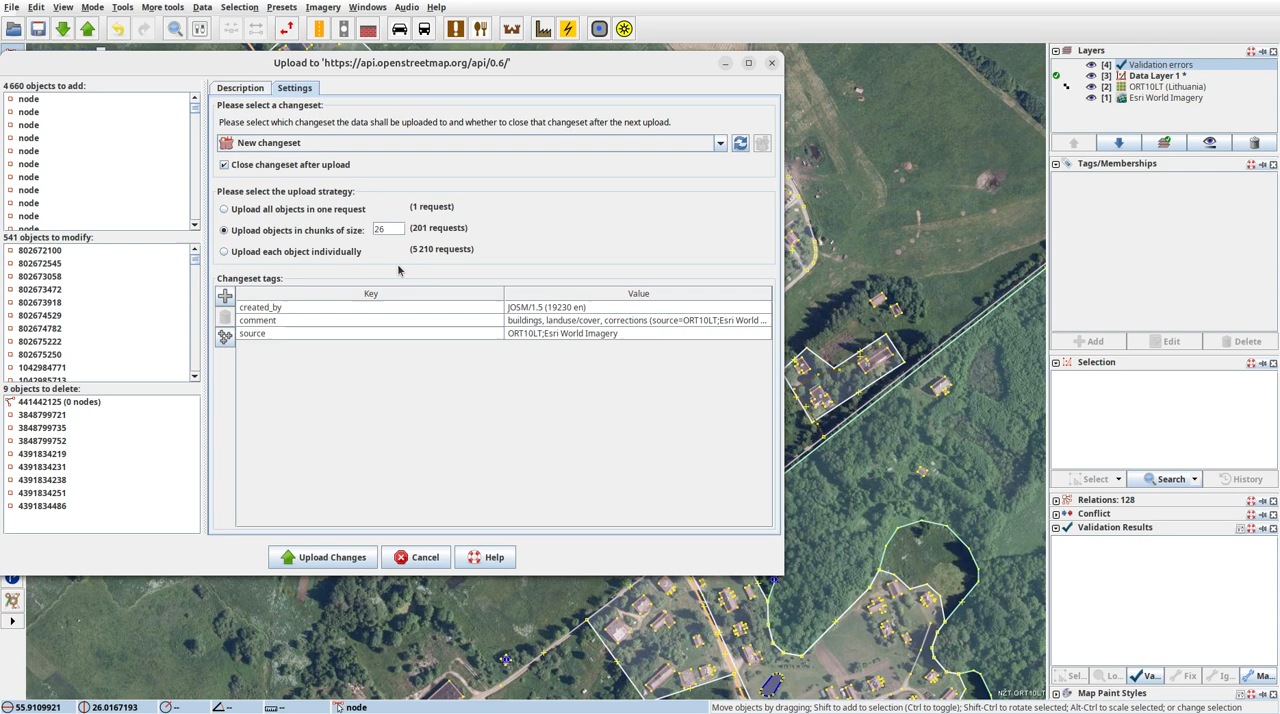 File Edit View Mode Tools More tools Data Selection Presets Imagery Windows Audio Help
Upload to 'https://api.openstreetmap.org/api/0.6/'
4 660 objects to add:
node
node
node
node
node
node
node
node
node
node
node
541 objects to modify:
802672100
802672545
802673058
802673472
802673918
802674529
802674782
802675222
802675250
1042984771
1042985713
9 objects to delete:
441442125 (0 nodes)
3848799721
3848799735
3848799752
4391834219
4391834231
4391834238
4391834251
4391834486
Description Settings
Please select a changeset:
Please select which changeset the data shall be uploaded to and whether to close that changeset after the next upload.
New changeset
Close changeset after upload
Please select the upload strategy:
Upload all objects in one request (1 request)
Upload objects in chunks of size: 26 (201 requests)
Upload each object individually (5 210 requests)
Changeset tags:
Key Value
created_by JOSM/1.5 (19230 en)
comment buildings, landuse/cover, corrections (source=ORT10LT;Esri World ...
source ORT10LT;Esri World Imagery
Upload Changes Cancel Help
Layers
[4] Validation errors
[3] Data Layer 1 *
[2] ORT10LT (Lithuania)
[1] Esri World Imagery
Tags/Memberships
Add Edit Delete
Selection
Select Search History
Relations: 128
Conflict
Validation Results
Sel... Lo... Va... Fix Ig... Ma...
Map Paint Styles
NŽT ORT10LT
55.9109921 26.0167193 -- -- -- node Move objects by dragging; Shift to add to selection (Ctrl to toggle); Shift-Ctrl to rotate selected; Alt-Ctrl to scale selected; or change selection